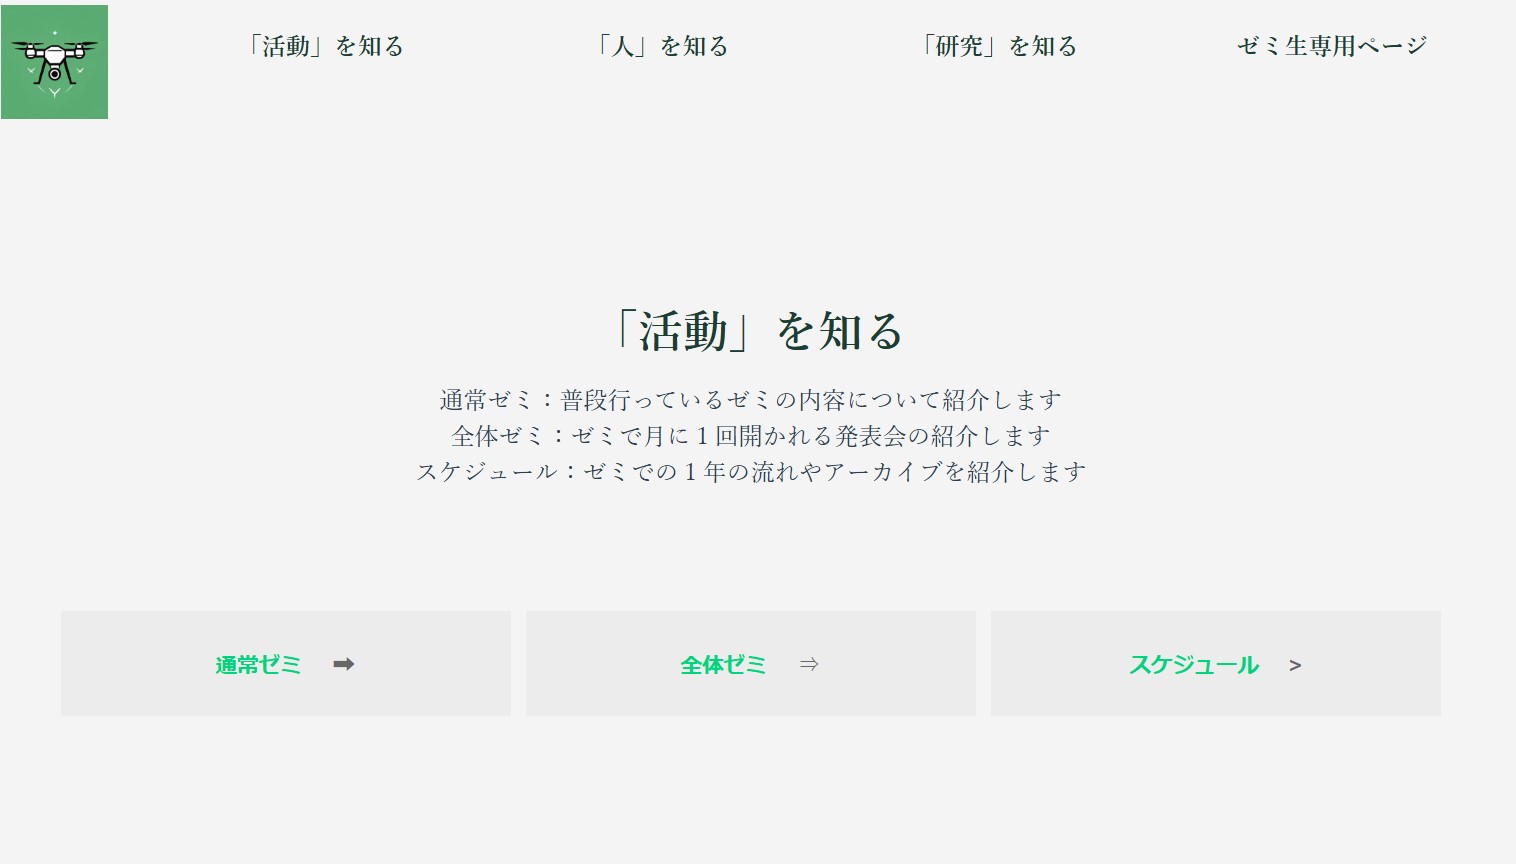 「活動」を知る 「人」を知る 「研究」を知る ゼミ生専用ページ
「活動」を知る
通常ゼミ：普段行っているゼミの内容について紹介します
全体ゼミ：ゼミで月に１回開かれる発表会の紹介します
スケジュール：ゼミでの１年の流れやアーカイブを紹介します
通常ゼミ ➡ 全体ゼミ ⇒ スケジュール >